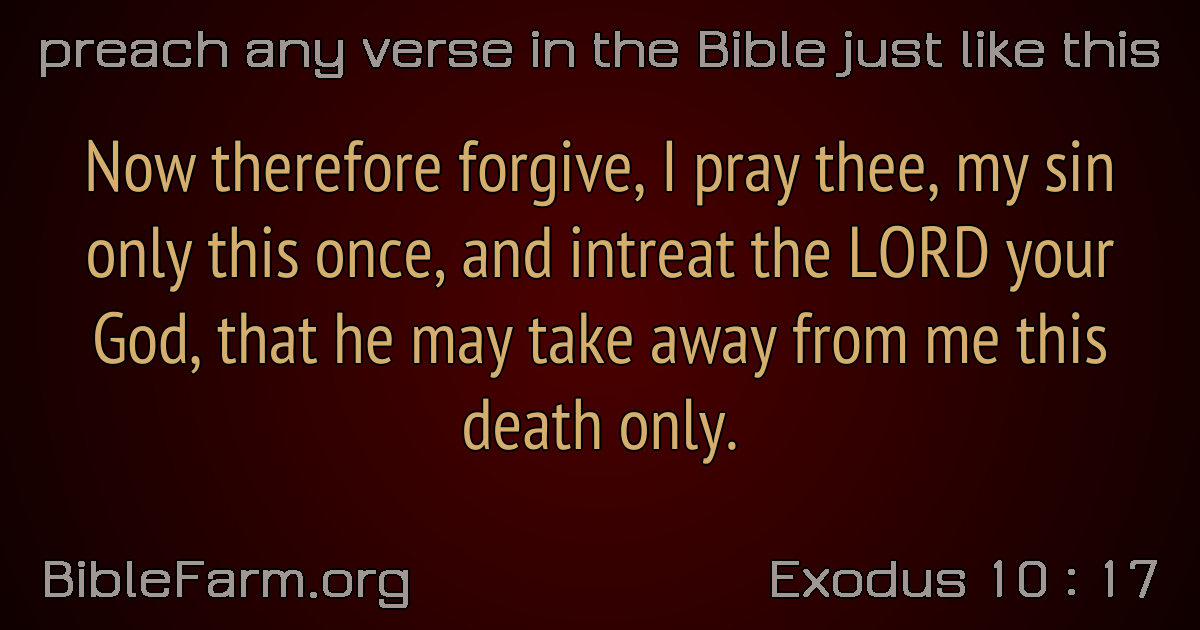 preach any verse in the Bible just like this
Now therefore forgive, I pray thee, my sin
only this once, and intreat the LORD your
God, that he may take away from me this
death only.
BibleFarm.org
Exodus 10 : 17